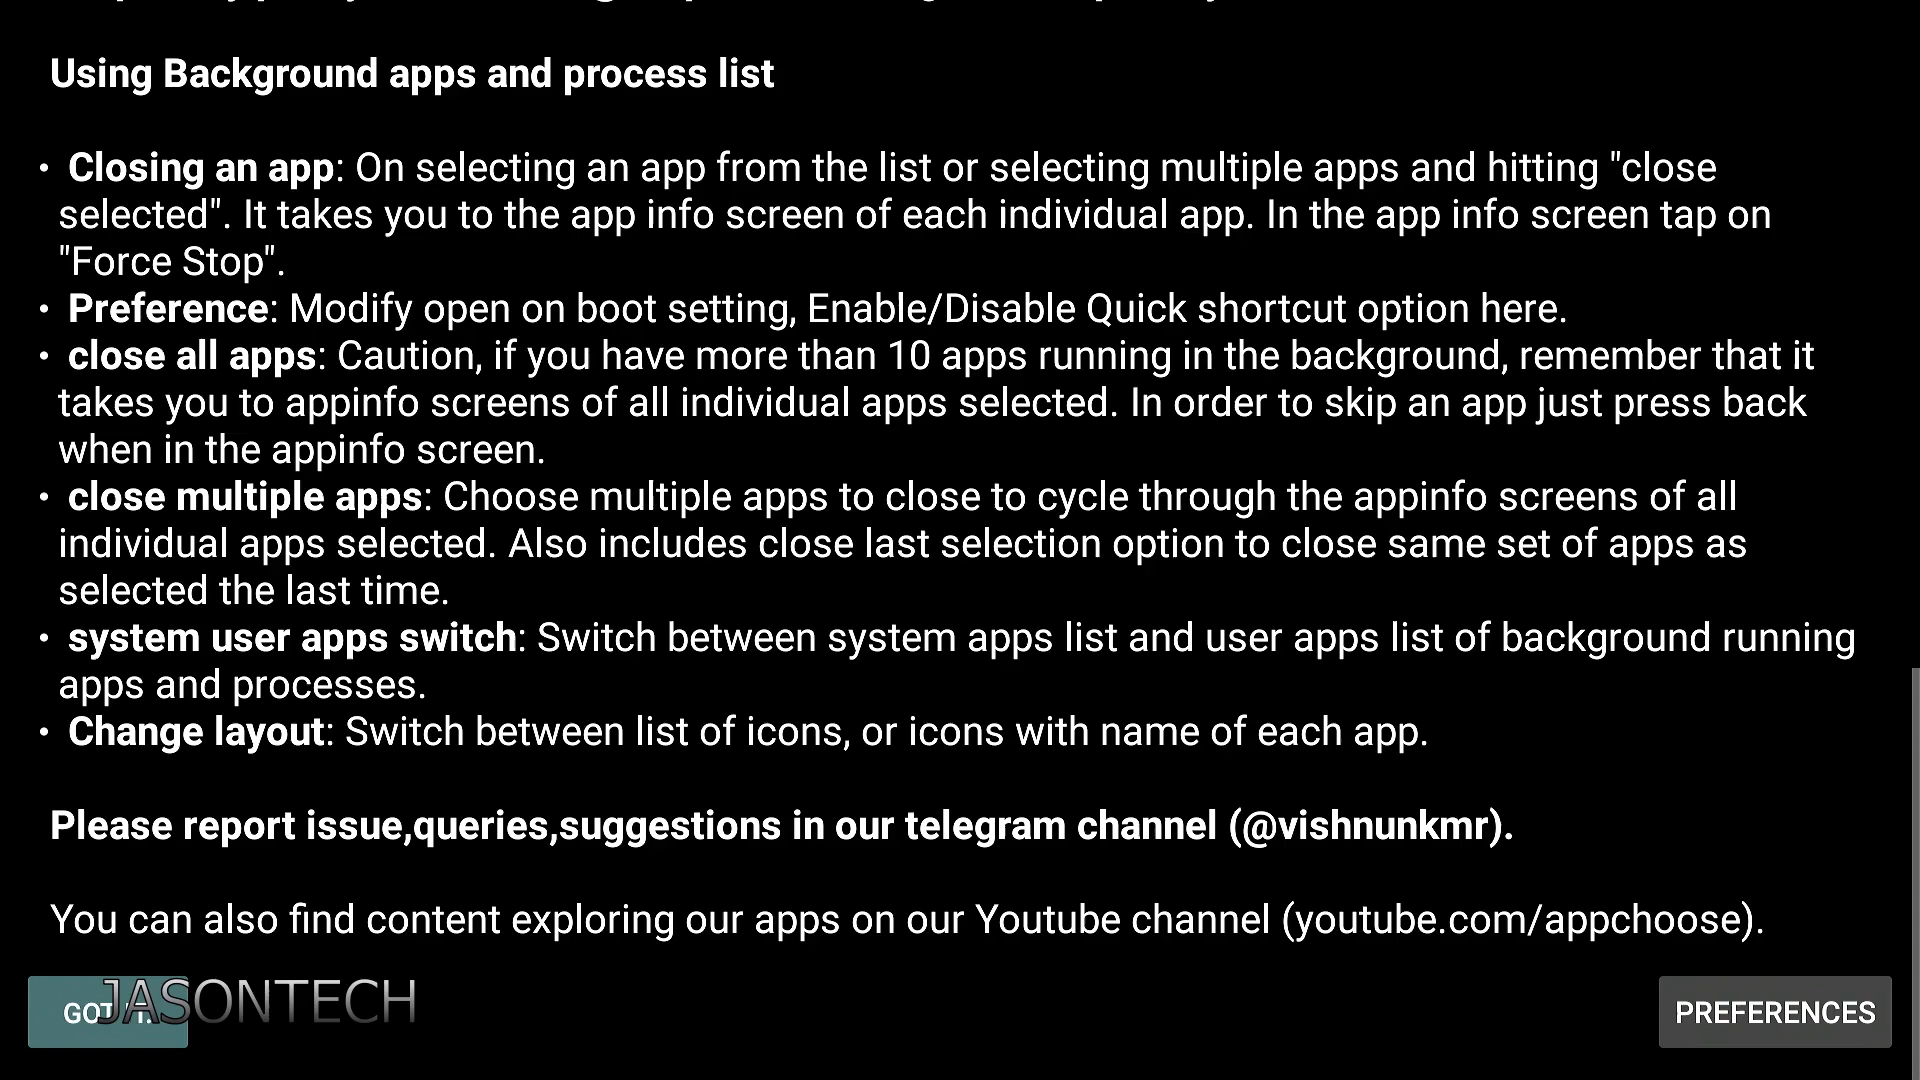 Using Background apps and process list
• Closing an app: On selecting an app from the list or selecting multiple apps and hitting "close
selected". It takes you to the app info screen of each individual app. In the app info screen tap on
"Force Stop".
• Preference: Modify open on boot setting, Enable/Disable Quick shortcut option here.
• close all apps: Caution, if you have more than 10 apps running in the background, remember that it
takes you to appinfo screens of all individual apps selected. In order to skip an app just press back
when in the appinfo screen.
• close multiple apps: Choose multiple apps to close to cycle through the appinfo screens of all
individual apps selected. Also includes close last selection option to close same set of apps as
selected the last time.
• system user apps switch: Switch between system apps list and user apps list of background running
apps and processes.
• Change layout: Switch between list of icons, or icons with name of each app.
Please report issue,queries,suggestions in our telegram channel (@vishnunkmr).
You can also find content exploring our apps on our Youtube channel (youtube.com/appchoose).
GOT IT.
JASONTECH
PREFERENCES